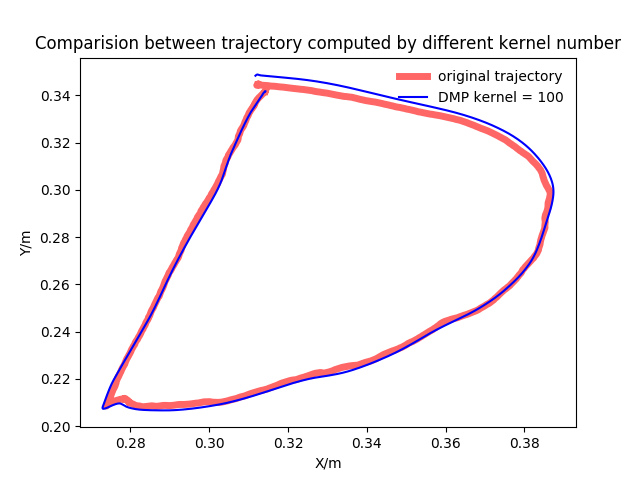 Comparision between trajectory computed by different kernel number
original trajectory
DMP kernel = 100
0.34
0.32
0.30
0.28
0.26
0.24
0.22
0.20
Y/m
0.28 0.30 0.32 0.34 0.36 0.38
X/m